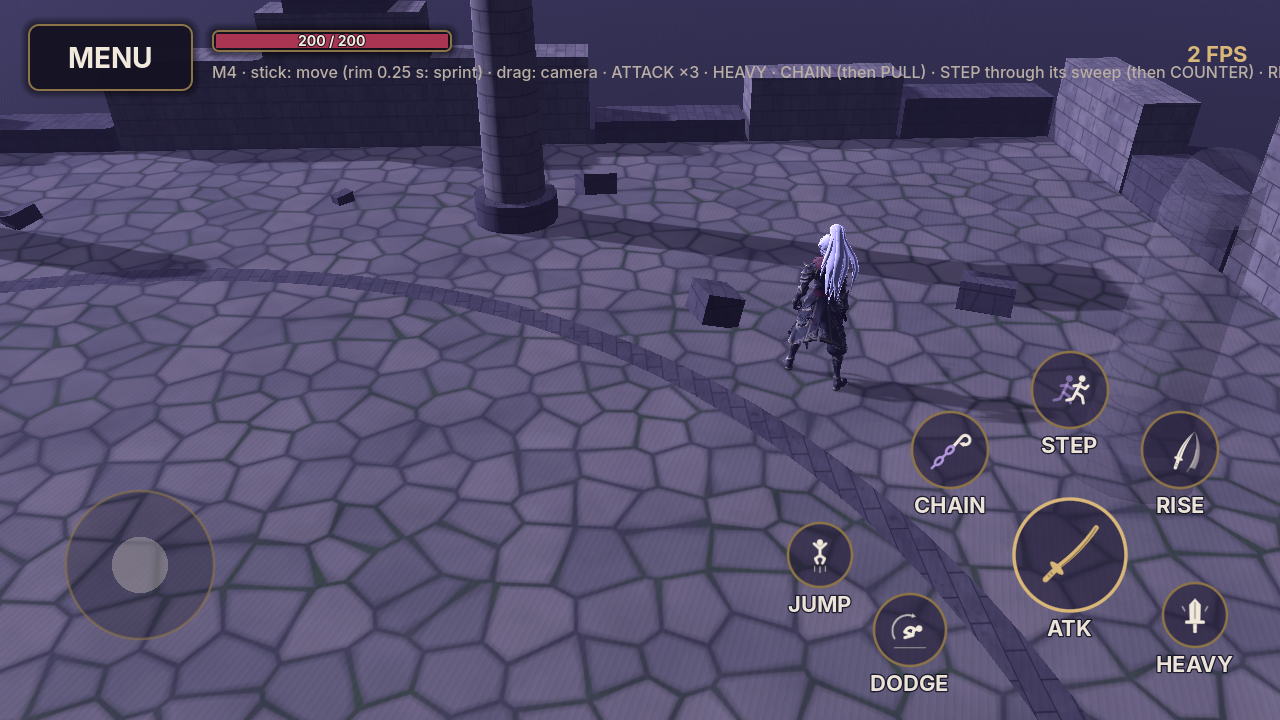 MENU
200 / 200
2 FPS
M4 · stick: move (rim 0.25 s: sprint) · drag: camera · ATTACK ×3 · HEAVY · CHAIN (then PULL) · STEP through its sweep (then COUNTER) ·
STEP
CHAIN
RISE
JUMP
ATK
HEAVY
DODGE